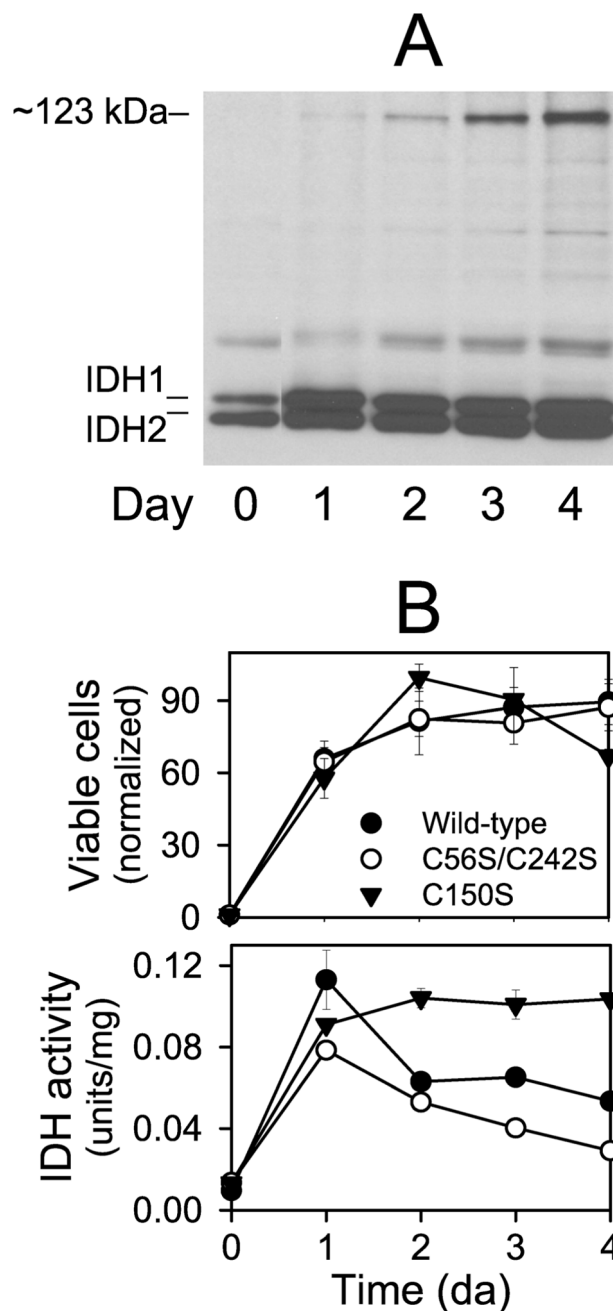 A
~123 kDa–
IDH1
IDH2
Day 0 1 2 3 4
B
Viable cells
(normalized)
90
60
30
0
Wild-type
C56S/C242S
C150S
IDH activity
(units/mg)
0.12
0.08
0.04
0.00
0 1 2 3 4
Time (da)